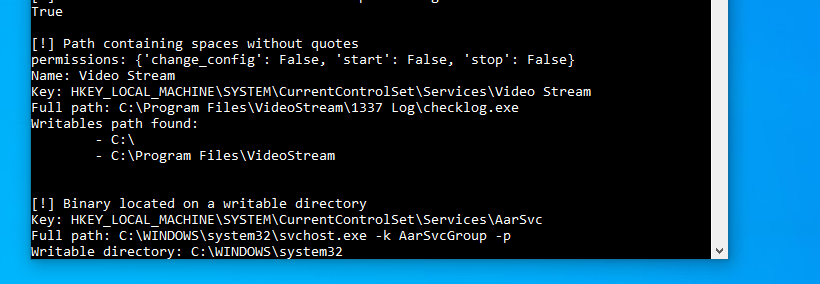 True
[!] Path containing spaces without quotes
permissions: {'change_config': False, 'start': False, 'stop': False}
Name: Video Stream
Key: HKEY_LOCAL_MACHINE\SYSTEM\CurrentControlSet\Services\Video Stream
Full path: C:\Program Files\VideoStream\1337 Log\checklog.exe
Writables path found:
- C:\
- C:\Program Files\VideoStream
[!] Binary located on a writable directory
Key: HKEY_LOCAL_MACHINE\SYSTEM\CurrentControlSet\Services\AarSvc
Full path: C:\WINDOWS\system32\svchost.exe -k AarSvcGroup -p
Writable directory: C:\WINDOWS\system32